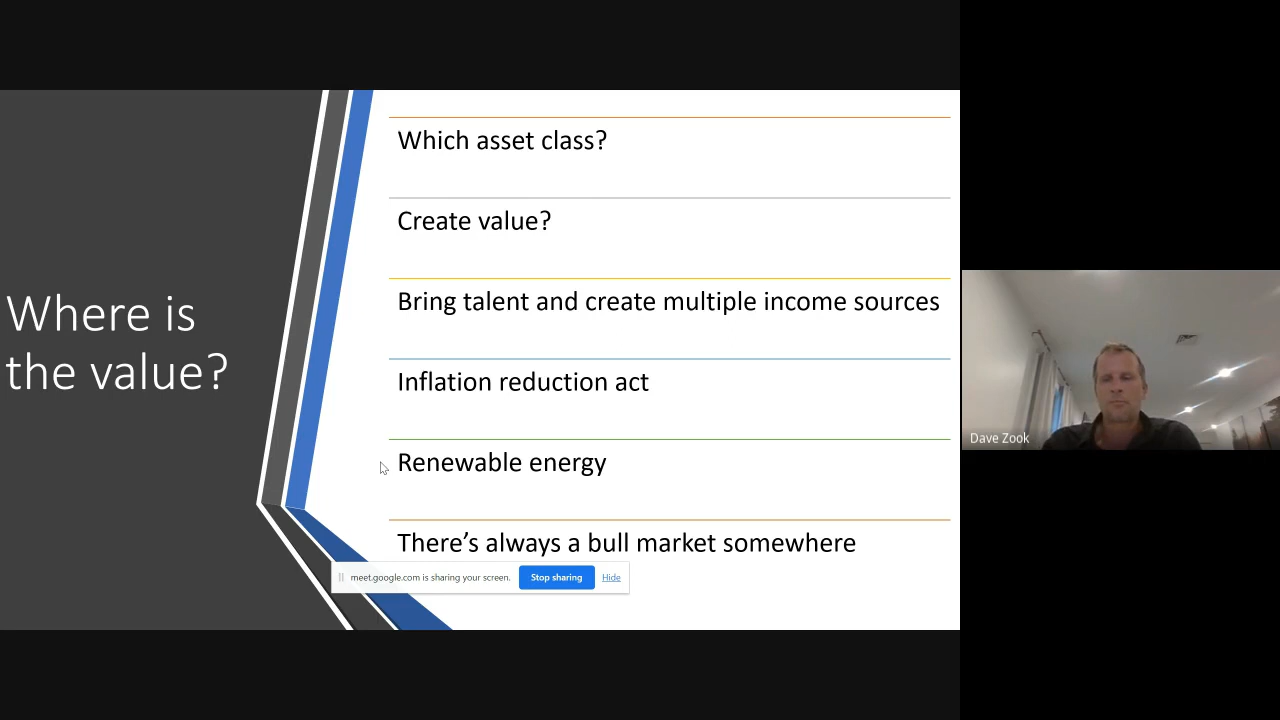 Where is
the value?
Which asset class?
Create value?
Bring talent and create multiple income sources
Inflation reduction act
Renewable energy
There’s always a bull market somewhere
meet.google.com is sharing your screen.
Stop sharing
Hide
Dave Zook